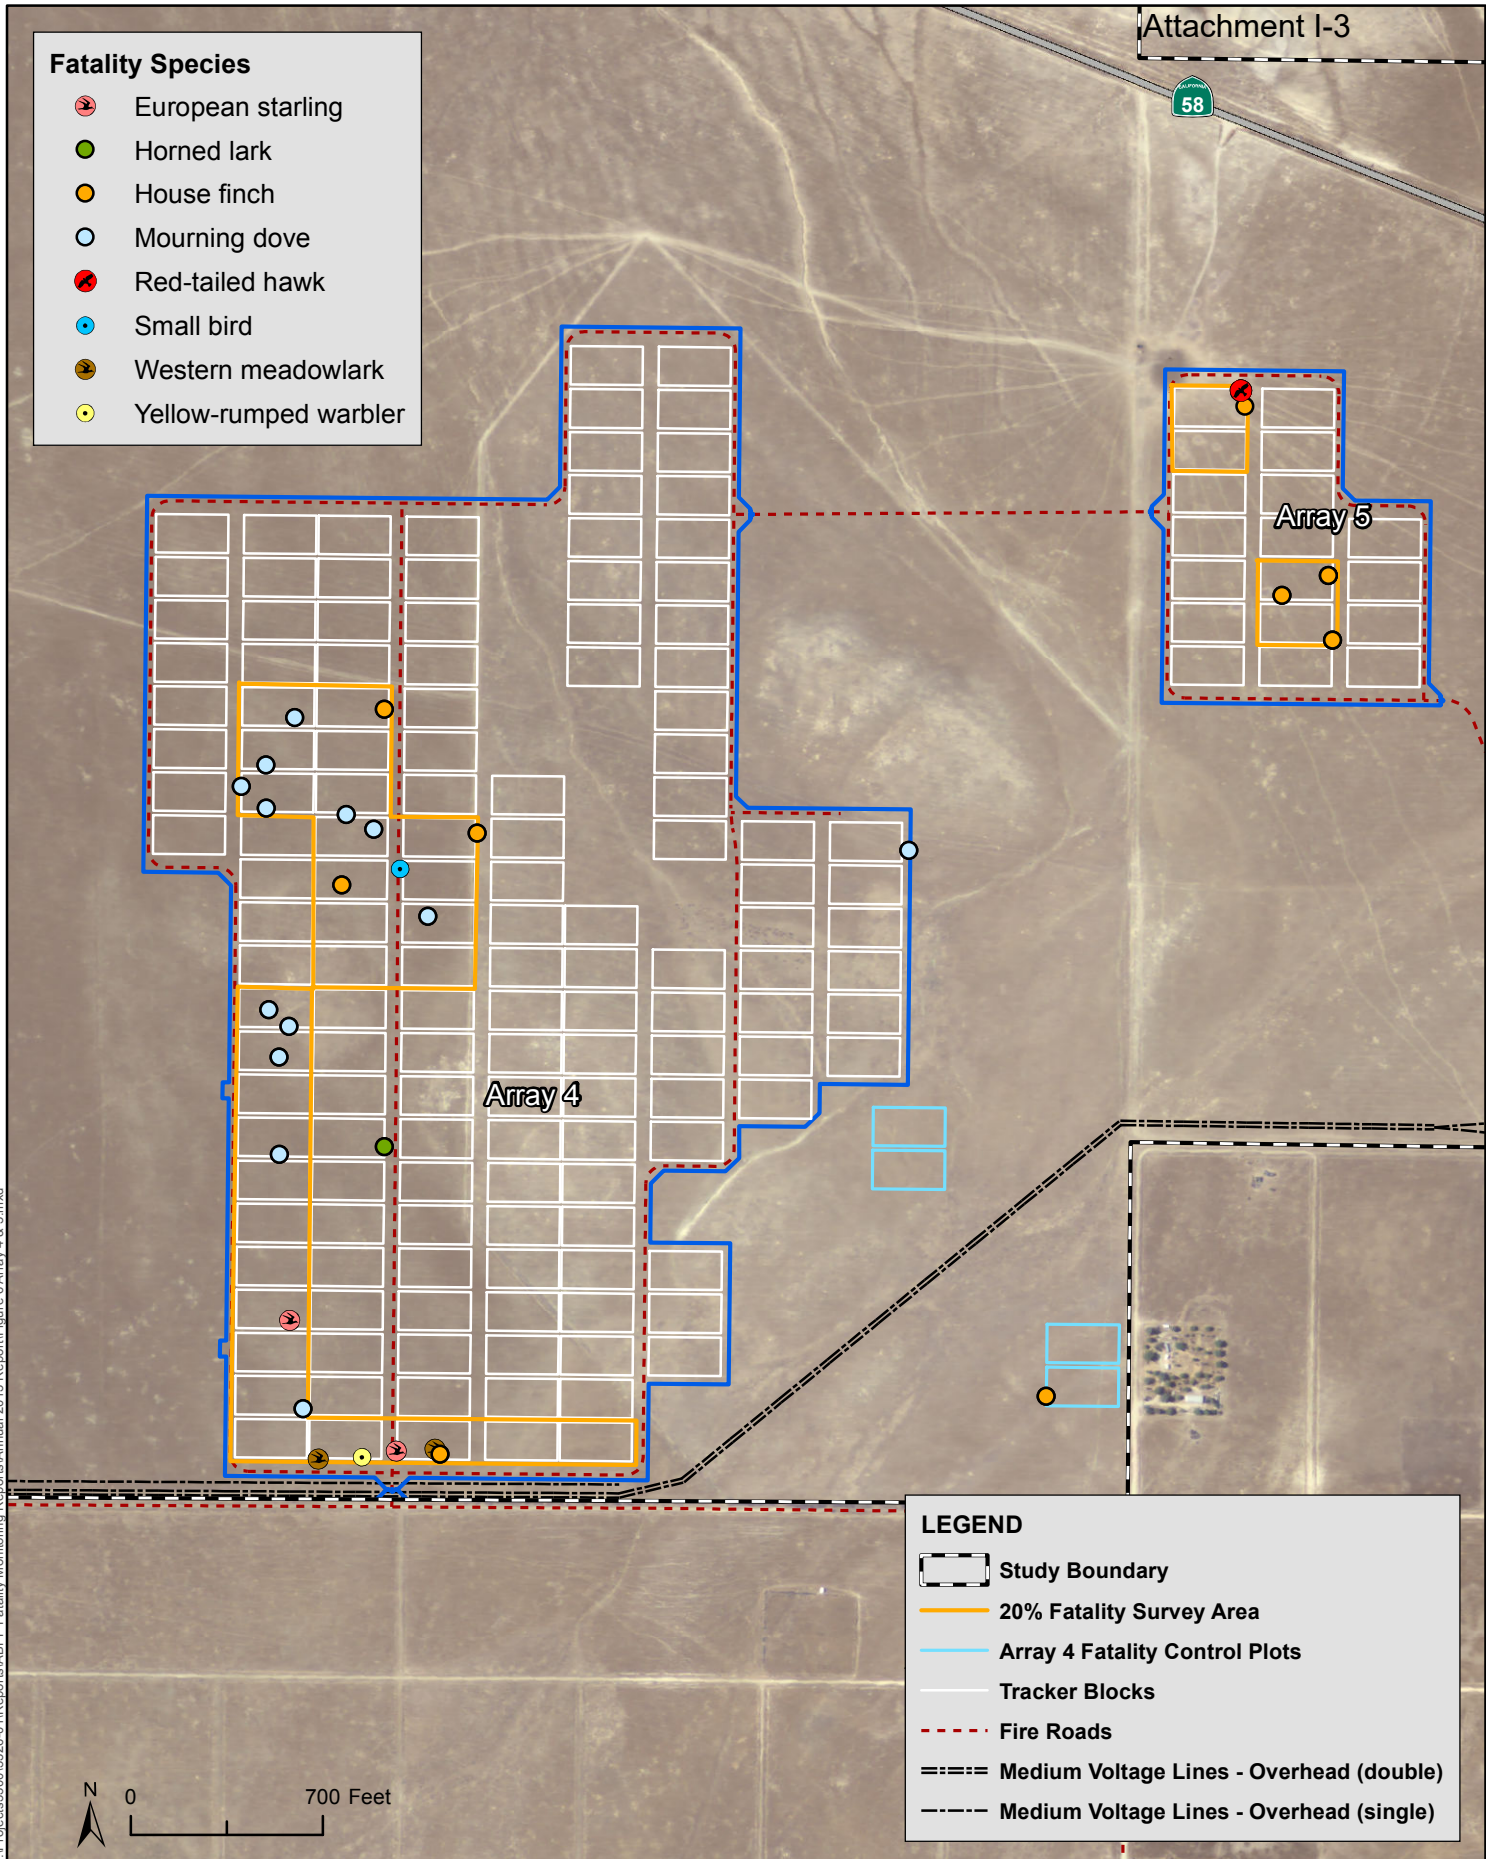 Attachment I-3
CALIFORNIA
58
Fatality Species
European starling
Horned lark
House finch
Mourning dove
Red-tailed hawk
Small bird
Western meadowlark
Yellow-rumped warbler
Array 5
Array 4
LEGEND
Study Boundary
20% Fatality Survey Area
Array 4 Fatality Control Plots
Tracker Blocks
Fire Roads
Medium Voltage Lines - Overhead (double)
Medium Voltage Lines - Overhead (single)
N
0 700 Feet